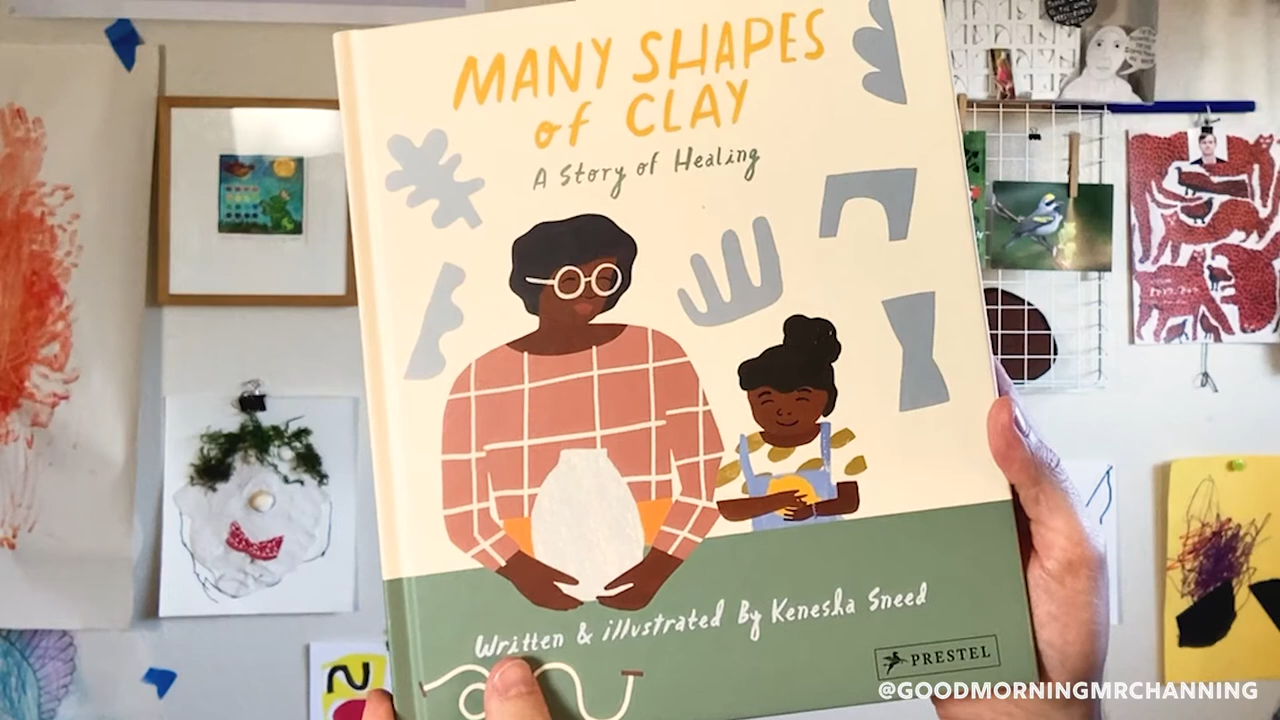 MANY SHAPES
of CLAY
A Story of Healing
Written & illustrated By Kenesha Sneed
PRESTEL
@GOODMORNINGMRCHANNING